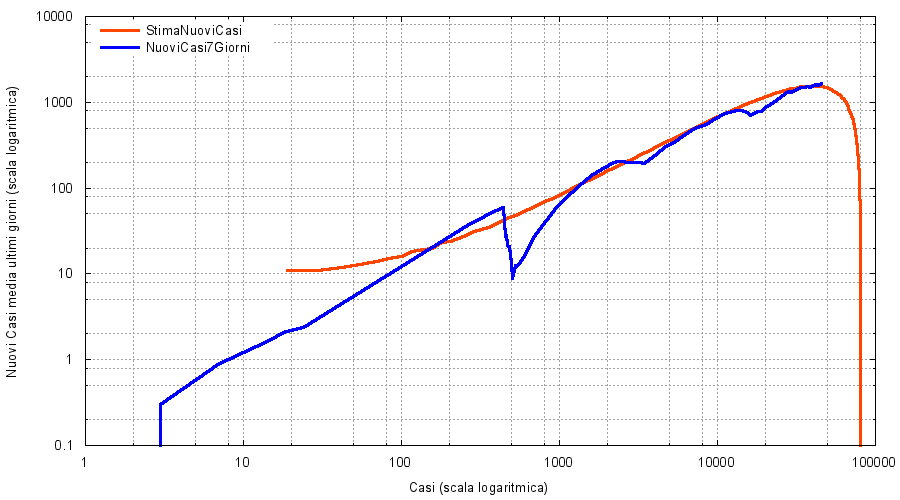 10000
StimaNuoviCasi
NuoviCasi7Giorni
1000
100
10
1
0.1
Nuovi Casi media ultimi giorni (scala logaritmica)
1 10 100 1000 10000 100000
Casi (scala logaritmica)